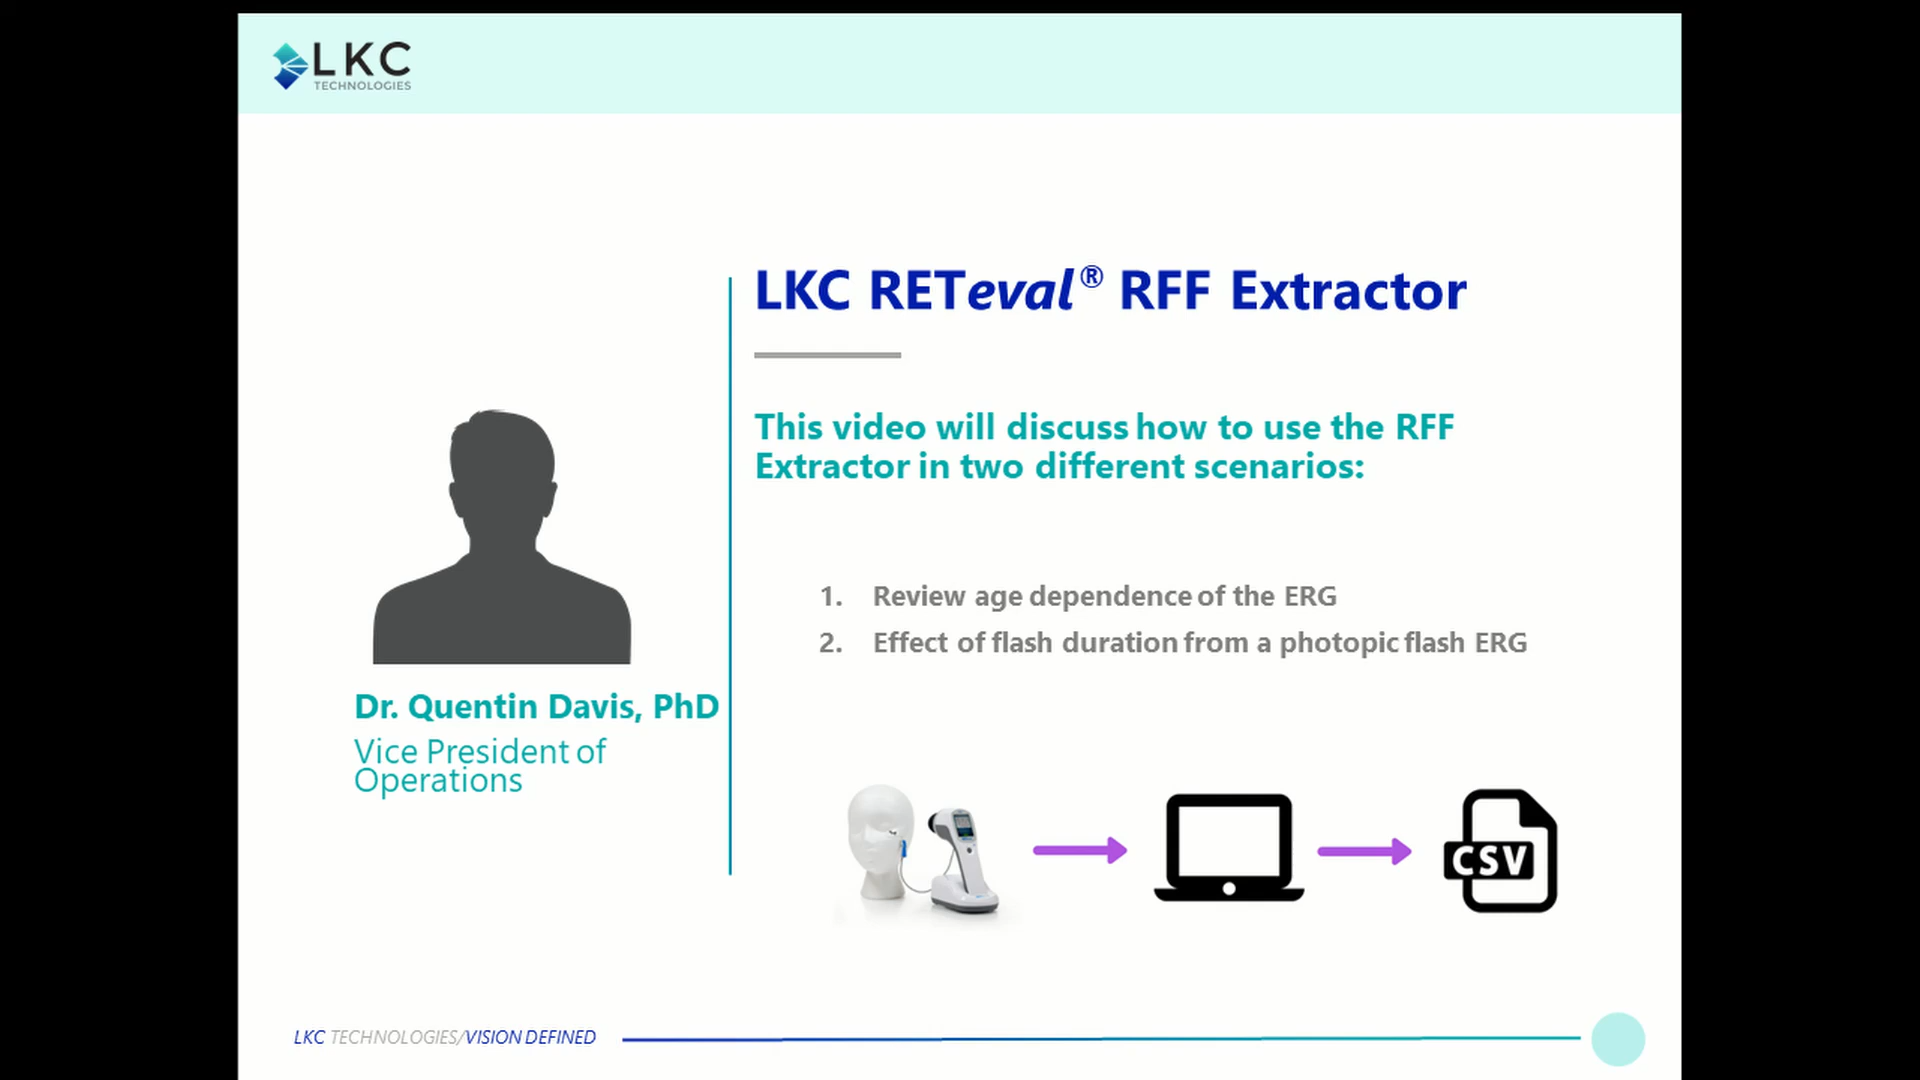 LKC
TECHNOLOGIES
LKC RETeval® RFF Extractor
This video will discuss how to use the RFF
Extractor in two different scenarios:
1. Review age dependence of the ERG
2. Effect of flash duration from a photopic flash ERG
Dr. Quentin Davis, PhD
Vice President of
Operations
CSV
LKC TECHNOLOGIES/VISION DEFINED